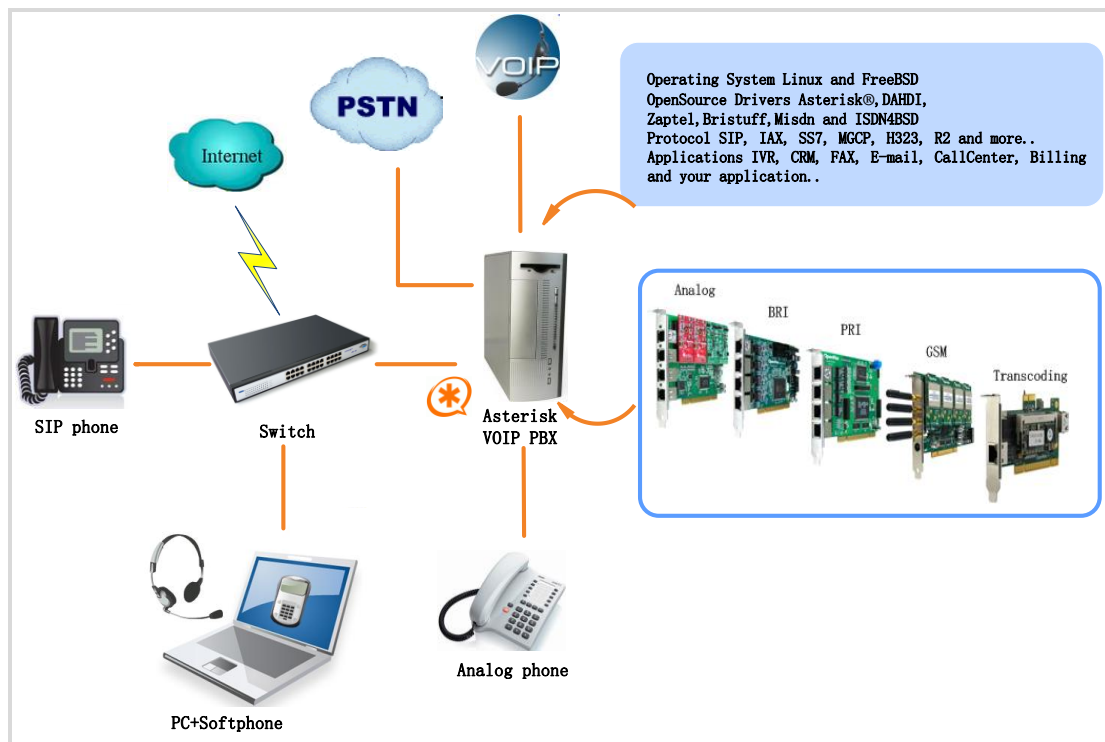 VOIP
PSTN
Internet
Operating System Linux and FreeBSD
OpenSource Drivers Asterisk®,DAHDI,
Zaptel,Bristuff,Misdn and ISDN4BSD
Protocol SIP, IAX, SS7, MGCP, H323, R2 and more..
Applications IVR, CRM, FAX, E-mail, CallCenter, Billing
and your application..
Analog
BRI
PRI
GSM
Transcoding
SIP phone
Switch
Asterisk
VOIP PBX
Analog phone
PC+Softphone